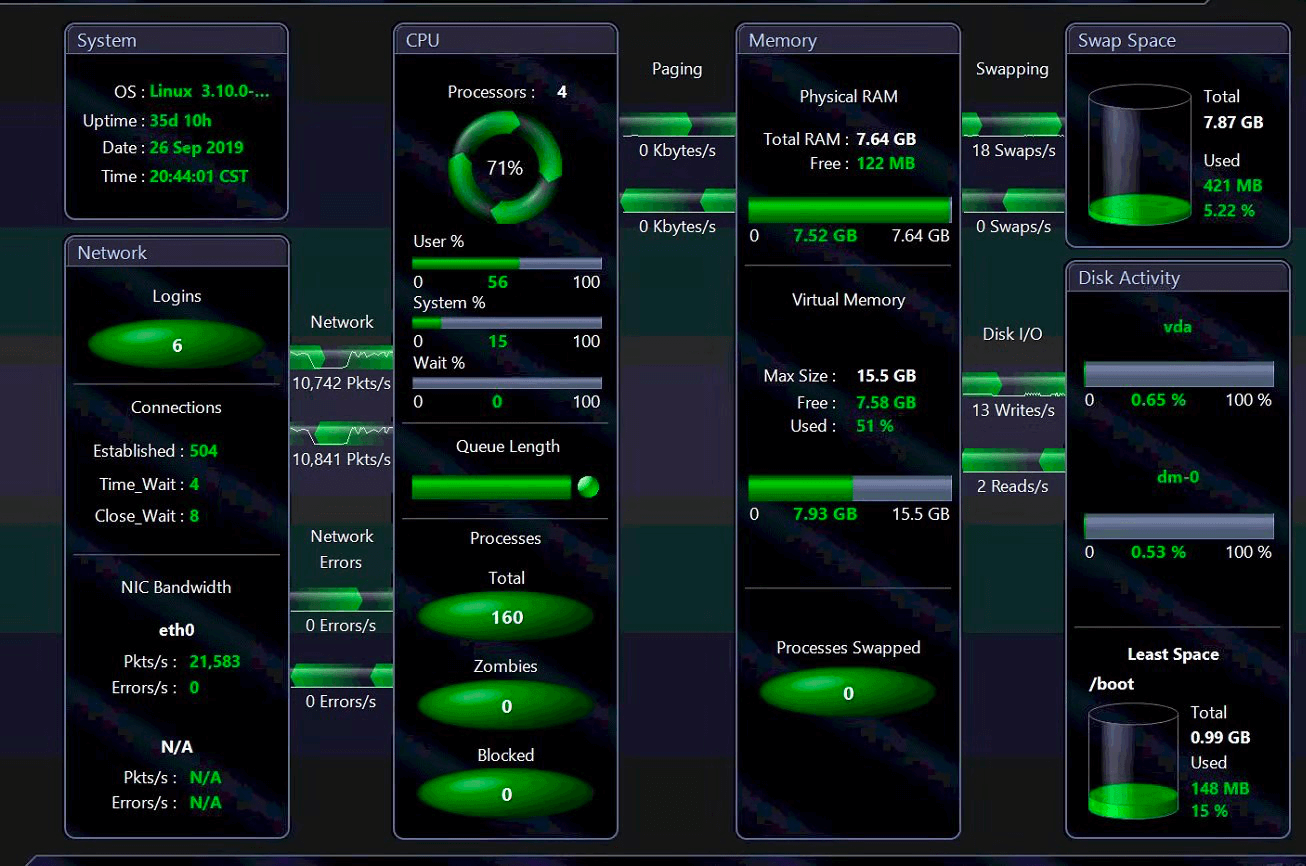 System
OS : Linux 3.10.0-...
Uptime : 35d 10h
Date : 26 Sep 2019
Time : 20:44:01 CST
Network
Logins
6
Connections
Established : 504
Time_Wait : 4
Close_Wait : 8
NIC Bandwidth
eth0
Pkts/s : 21,583
Errors/s : 0
N/A
Pkts/s : N/A
Errors/s : N/A
Network
10,742 Pkts/s
10,841 Pkts/s
Network
Errors
0 Errors/s
0 Errors/s
CPU
Processors : 4
71%
User %
0 56 100
System %
0 15 100
Wait %
0 0 100
Queue Length
Processes
Total
160
Zombies
0
Blocked
0
Paging
0 Kbytes/s
0 Kbytes/s
Memory
Physical RAM
Total RAM : 7.64 GB
Free : 122 MB
0 7.52 GB 7.64 GB
Virtual Memory
Max Size : 15.5 GB
Free : 7.58 GB
Used : 51 %
0 7.93 GB 15.5 GB
Processes Swapped
0
Swapping
18 Swaps/s
0 Swaps/s
Disk I/O
13 Writes/s
2 Reads/s
Swap Space
Total
7.87 GB
Used
421 MB
5.22 %
Disk Activity
vda
0 0.65 % 100 %
dm-0
0 0.53 % 100 %
Least Space
/boot
Total
0.99 GB
Used
148 MB
15 %